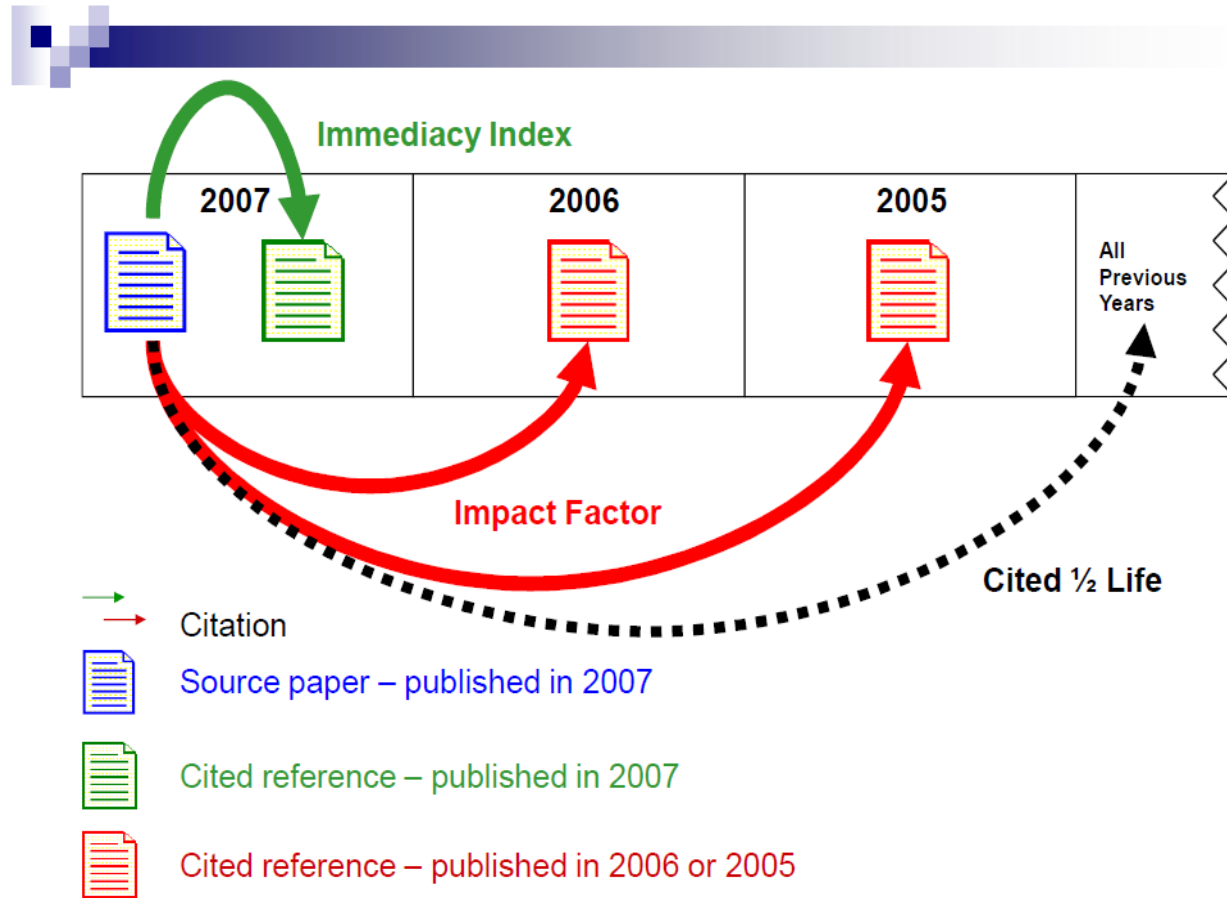 Immediacy Index
2007
2006
2005
All
Previous
Years
Impact Factor
Cited ½ Life
Citation
Source paper – published in 2007
Cited reference – published in 2007
Cited reference – published in 2006 or 2005